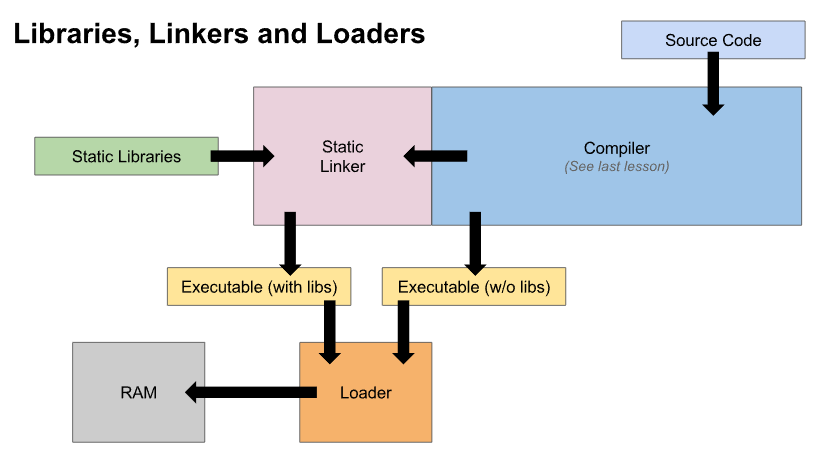 Libraries, Linkers and Loaders
Source Code
Static Libraries
Static
Linker
Compiler
(See last lesson)
Executable (with libs)
Executable (w/o libs)
RAM
Loader